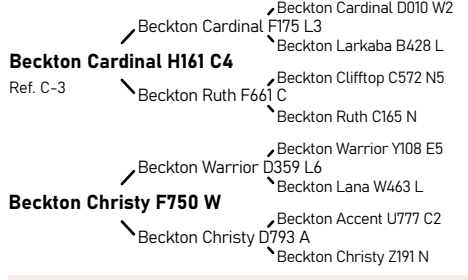 Beckton Cardinal D010 W2
Beckton Cardinal F175 L3
Beckton Larkaba B428 L
Beckton Cardinal H161 C4
Ref. C-3
Beckton Clifftop C572 N5
Beckton Ruth F661 C
Beckton Ruth C165 N
Beckton Warrior Y108 E5
Beckton Warrior D359 L6
Beckton Lana W463 L
Beckton Christy F750 W
Beckton Accent U777 C2
Beckton Christy D793 A
Beckton Christy Z191 N